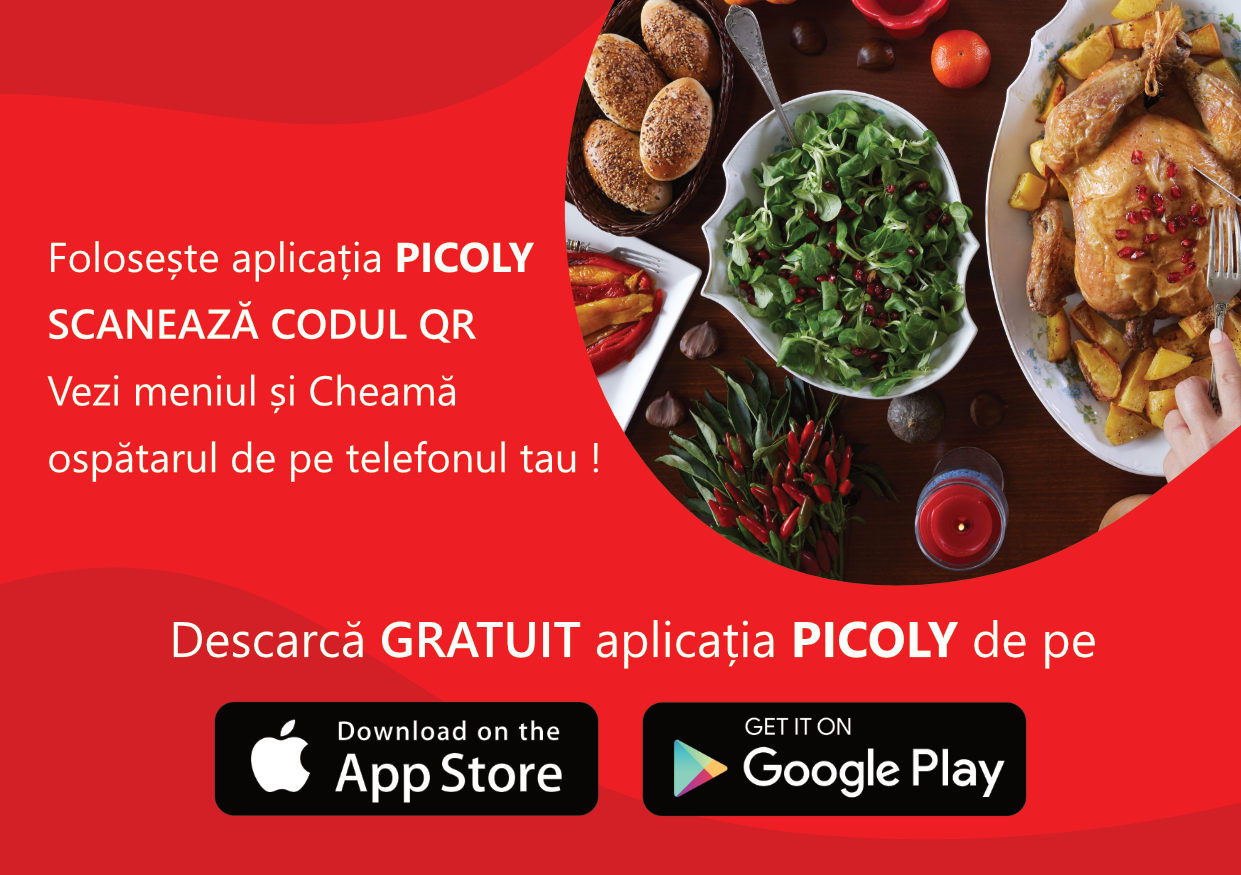 Folosește aplicația PICOLY
SCANEAZĂ CODUL QR
Vezi meniul și Cheamă
ospătarul de pe telefonul tau !
Descarcă GRATUIT aplicația PICOLY de pe
Download on the
App Store
GET IT ON
Google Play